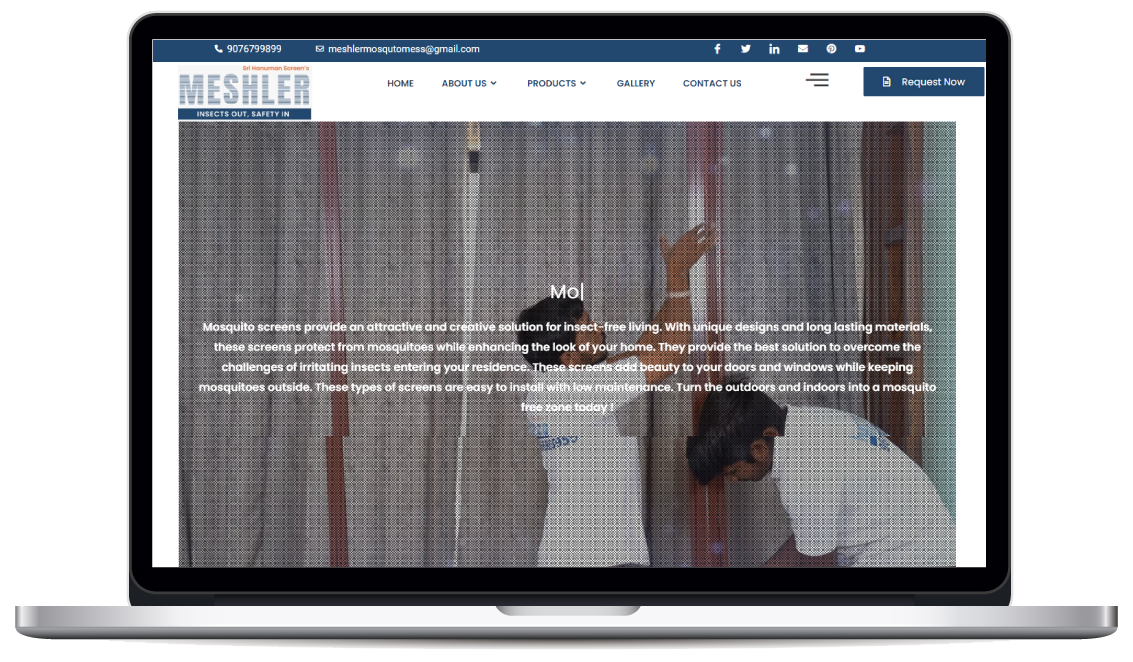 9076799899 meshlermosqutomess@gmail.com
Sri Hanuman Screen's
MESHLER
INSECTS OUT, SAFETY IN
HOME ABOUT US PRODUCTS GALLERY CONTACT US Request Now
Mo|
Mosquito screens provide an attractive and creative solution for insect-free living. With unique designs and long lasting materials,
these screens protect from mosquitoes while enhancing the look of your home. They provide the best solution to overcome the
challenges of irritating insects entering your residence. These screens add beauty to your doors and windows while keeping
mosquitoes outside. These types of screens are easy to install with low maintenance. Turn the outdoors and indoors into a mosquito
free zone today !